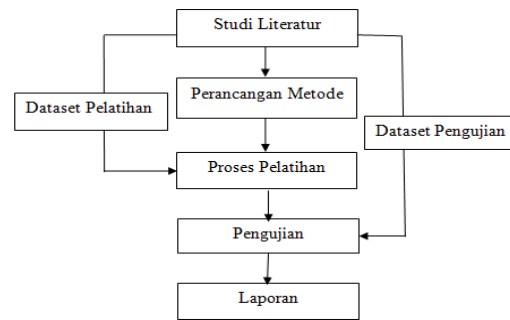 Studi Literatur
Perancangan Metode
Dataset Pelatihan
Dataset Pengujian
Proses Pelatihan
Pengujian
Laporan